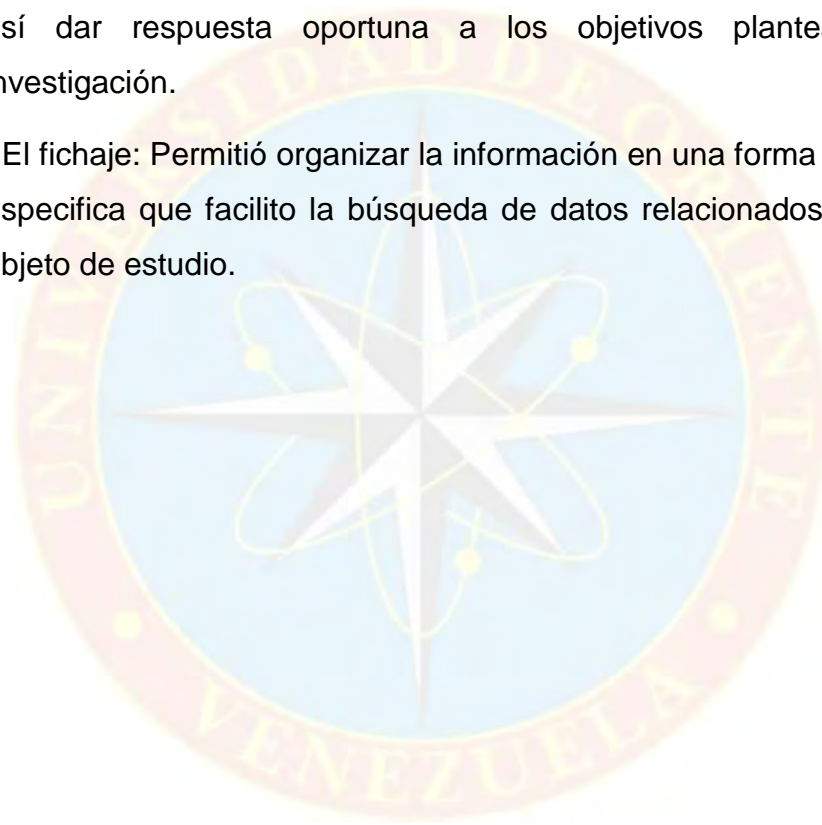 sí dar respuesta oportuna a los objetivos plante
nvestigación.
El fichaje: Permitió organizar la información en una forma
specifica que facilito la búsqueda de datos relacionados
bjeto de estudio.
UNIVERSIDAD DE ORIENTE
VENEZUELA